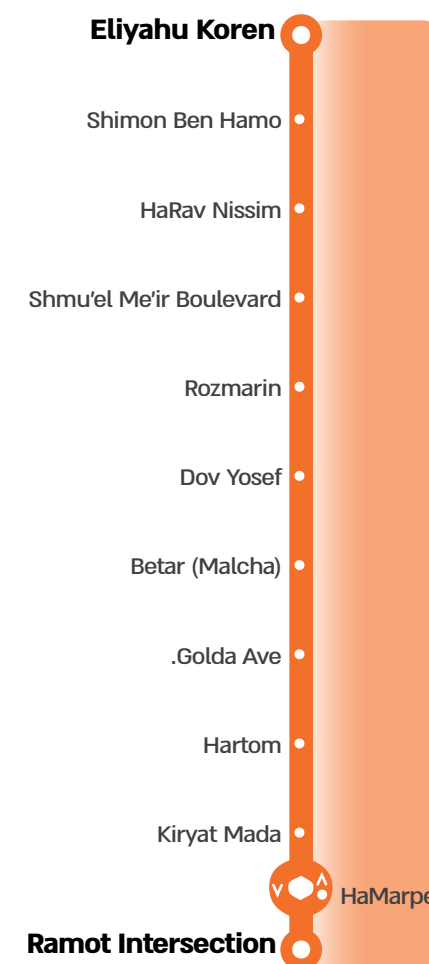 Eliyahu Koren
Shimon Ben Hamo
HaRav Nissim
Shmu'el Me'ir Boulevard
Rozmarin
Dov Yosef
Betar (Malcha)
.Golda Ave
Hartom
Kiryat Mada
HaMarpe
Ramot Intersection